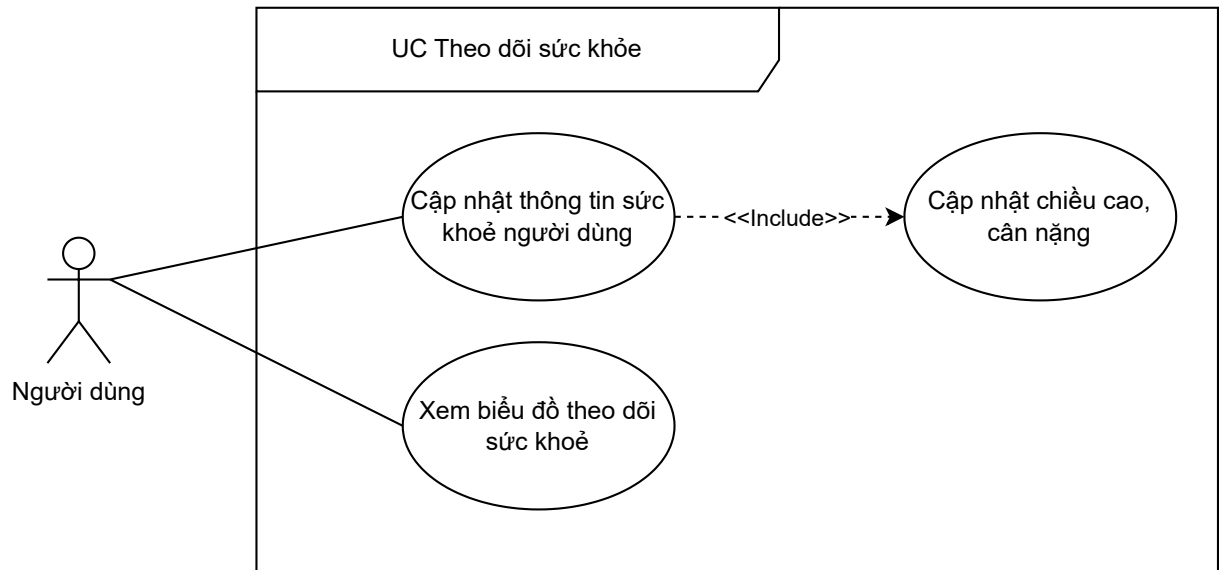 UC Theo dõi sức khỏe
Cập nhật thông tin sức
khoẻ người dùng
<<Include>>
Cập nhật chiều cao,
cân nặng
Người dùng
Xem biểu đồ theo dõi
sức khoẻ